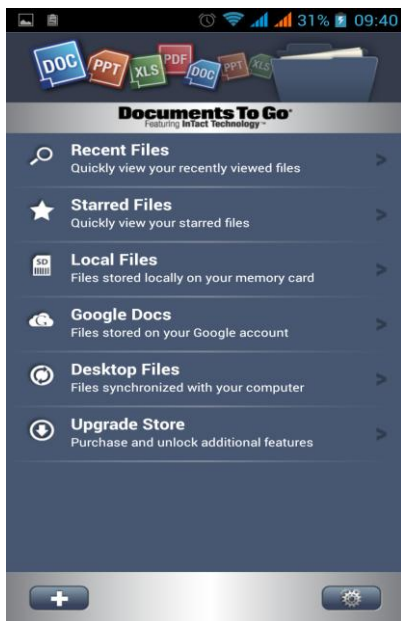 31% 09:40
DOC PPT XLS PDF DOC PPT XLS
Documents To Go®
Featuring InTact Technology™
Recent Files
Quickly view your recently viewed files
Starred Files
Quickly view your starred files
SD
Local Files
Files stored locally on your memory card
Google Docs
Files stored on your Google account
Desktop Files
Files synchronized with your computer
Upgrade Store
Purchase and unlock additional features